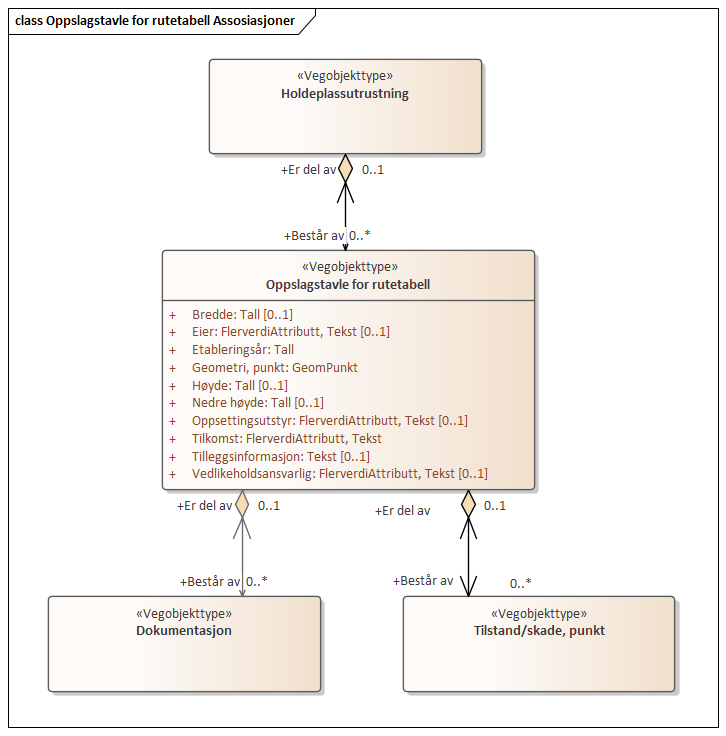 class Oppslagstavle for rutetabell Assosiasjoner
«Vegobjekttype»
Holdeplassutrustning
+Er del av 0..1
+Består av 0..*
«Vegobjekttype»
Oppslagstavle for rutetabell
+ Bredde: Tall [0..1]
+ Eier: FlerverdiAttributt, Tekst [0..1]
+ Etableringsår: Tall
+ Geometri, punkt: GeomPunkt
+ Høyde: Tall [0..1]
+ Nedre høyde: Tall [0..1]
+ Oppsettingsutstyr: FlerverdiAttributt, Tekst [0..1]
+ Tilkomst: FlerverdiAttributt, Tekst
+ Tilleggsinformasjon: Tekst [0..1]
+ Vedlikeholdsansvarlig: FlerverdiAttributt, Tekst [0..1]
+Er del av 0..1
+Er del av 0..1
+Består av 0..*
+Består av 0..*
«Vegobjekttype»
Dokumentasjon
«Vegobjekttype»
Tilstand/skade, punkt